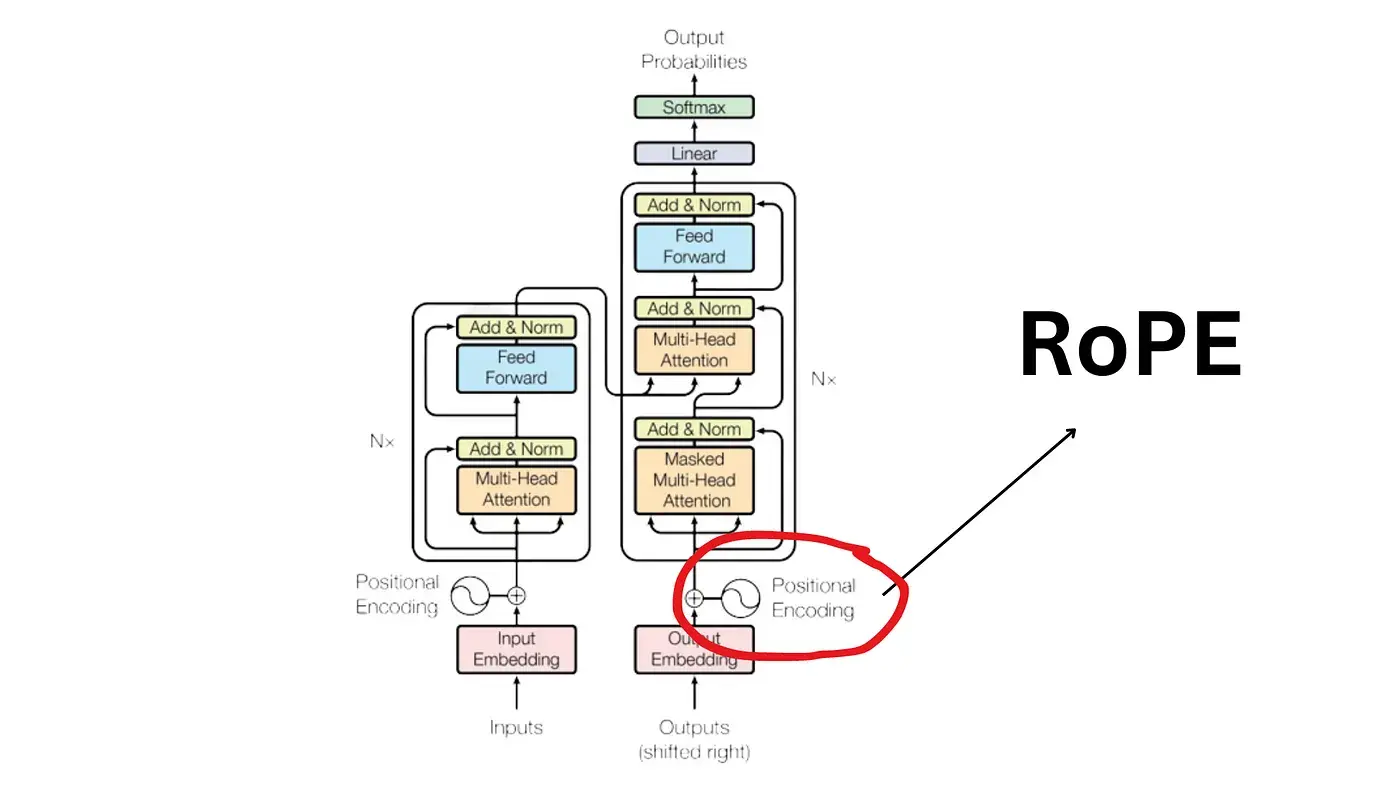 Output
Probabilities
Softmax
Linear
Add & Norm
Feed
Forward
Add & Norm
Multi-Head
Attention
Nx
Add & Norm
Masked
Multi-Head
Attention
Add & Norm
Feed
Forward
Nx
Add & Norm
Multi-Head
Attention
Positional
Encoding
Positional
Encoding
Input
Embedding
Output
Embedding
Inputs
Outputs
(shifted right)
RoPE